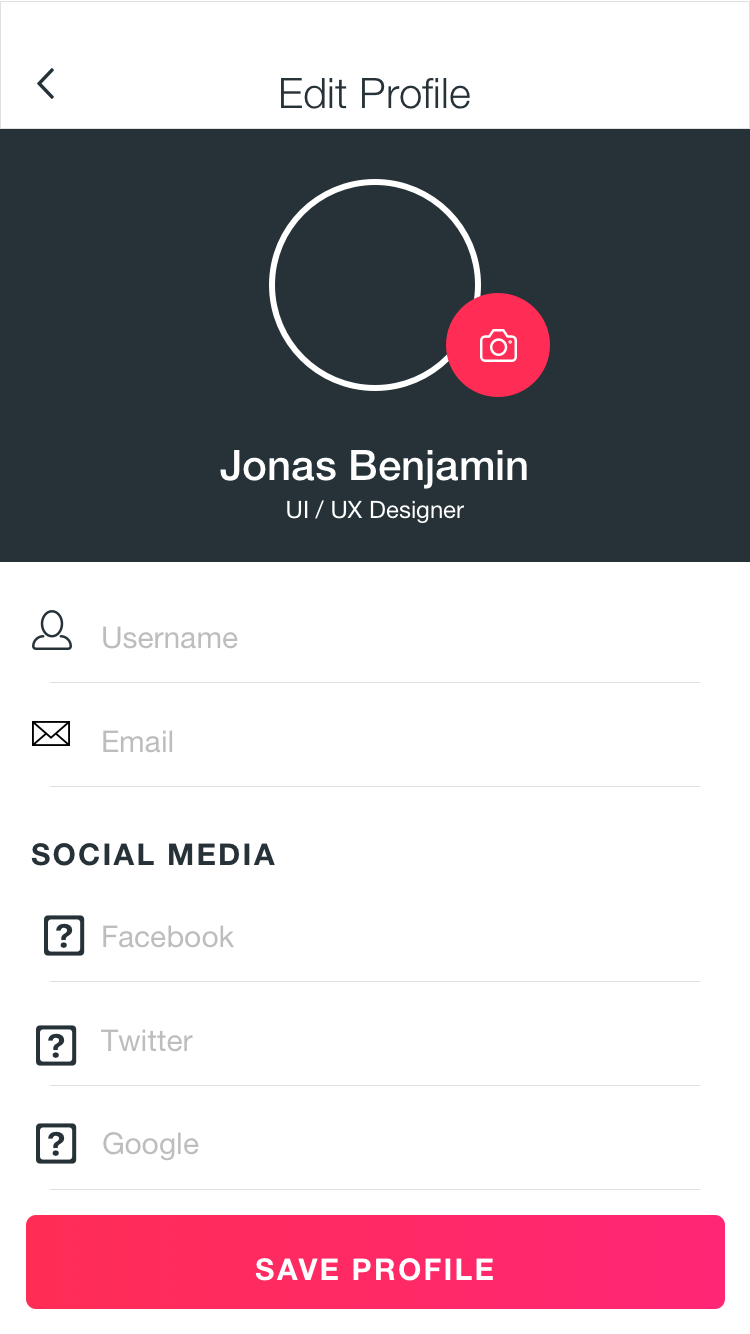 Edit Profile
Jonas Benjamin
UI / UX Designer
Username
Email
SOCIAL MEDIA
? Facebook
? Twitter
? Google
SAVE PROFILE